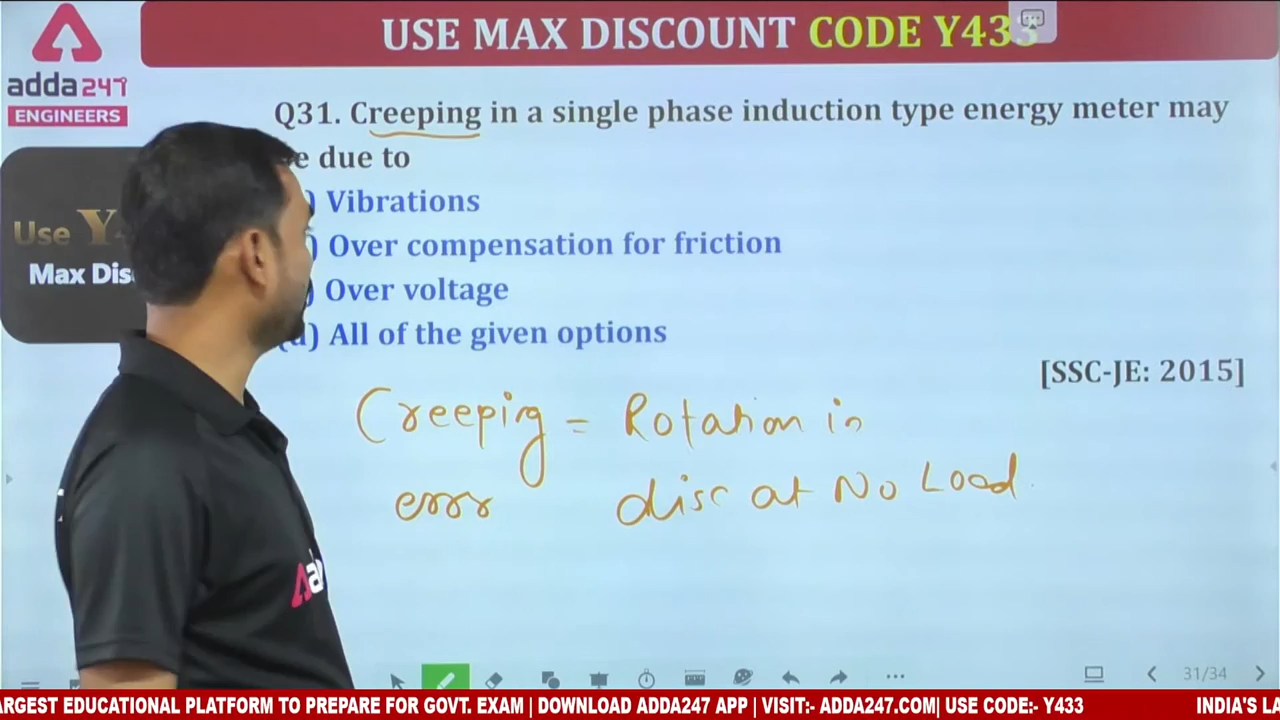 USE MAX DISCOUNT CODE Y433
adda247
ENGINEERS
Q31. Creeping in a single phase induction type energy meter may
due to
Use Y
Max Dis
) Vibrations
) Over compensation for friction
) Over voltage
(d) All of the given options
[SSC-JE: 2015]
Creeping = Rotation in
error disc at No Load
31/34
ARGEST EDUCATIONAL PLATFORM TO PREPARE FOR GOVT. EXAM | DOWNLOAD ADDA247 APP | VISIT:- ADDA247.COM| USE CODE:- Y433 INDIA'S LA